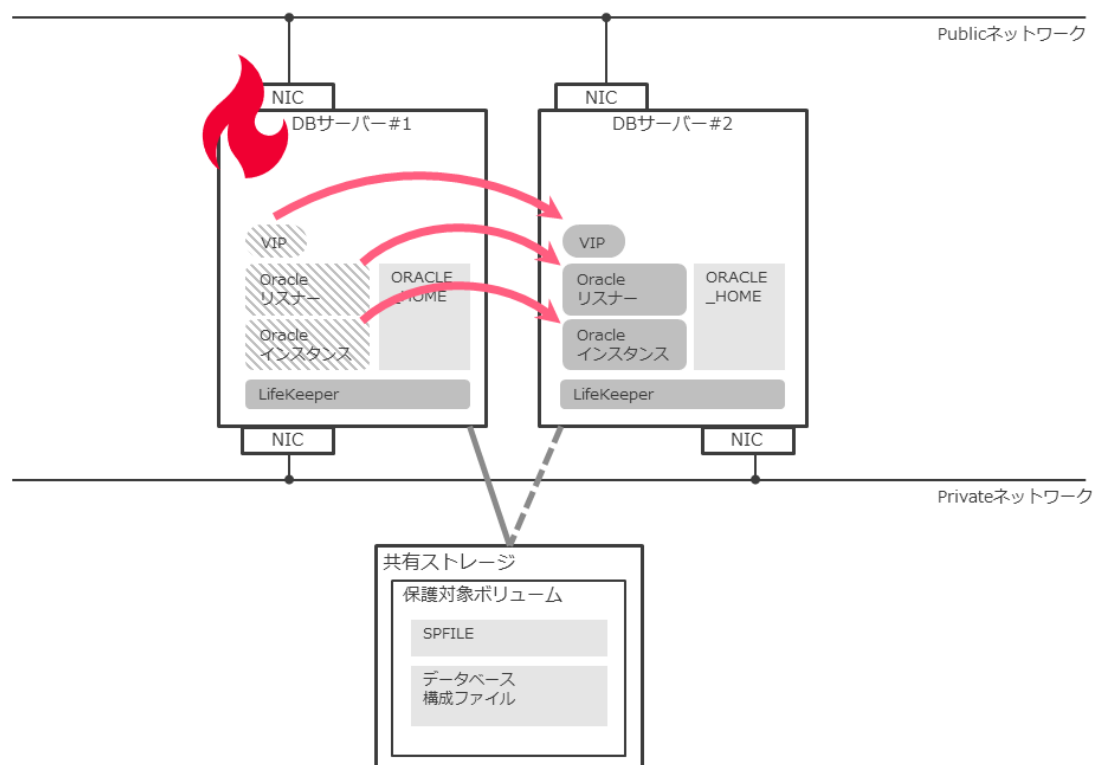 Publicネットワーク
NIC
NIC
DBサーバー#1
DBサーバー#2
VIP
Oracle
リスナー
ORACLE
_HOME
Oracle
インスタンス
LifeKeeper
VIP
Oracle
リスナー
ORACLE
_HOME
Oracle
インスタンス
LifeKeeper
NIC
NIC
Privateネットワーク
共有ストレージ
保護対象ボリューム
SPFILE
データベース
構成ファイル